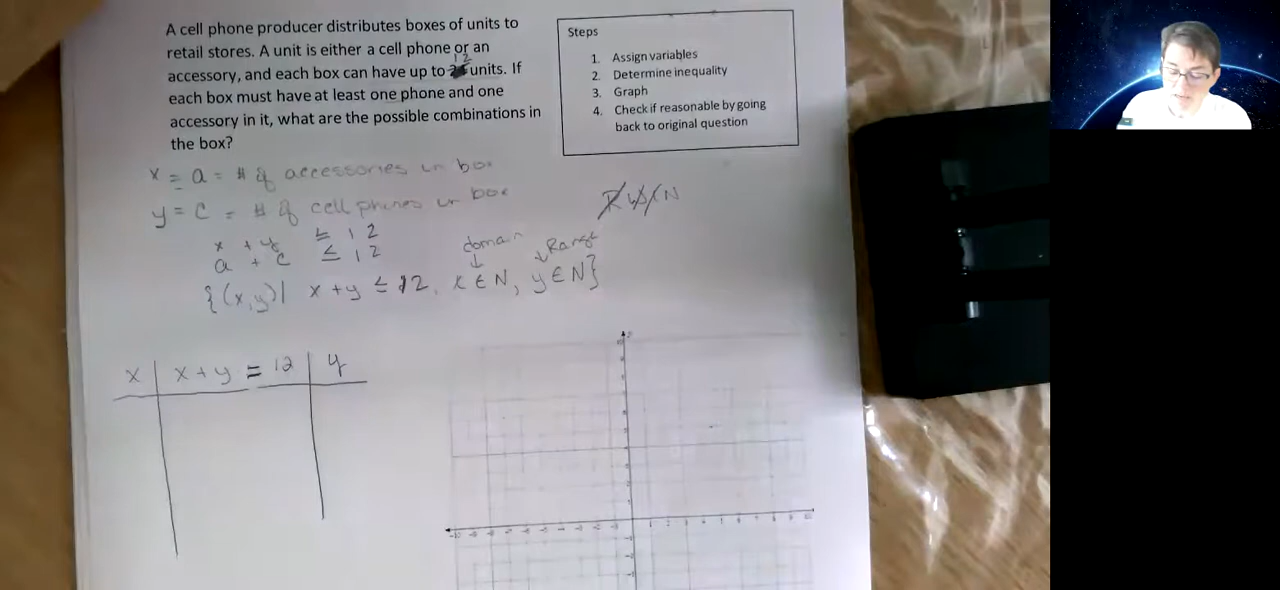 A cell phone producer distributes boxes of units to
retail stores. A unit is either a cell phone or an
12
accessory, and each box can have up to units. If
each box must have at least one phone and one
accessory in it, what are the possible combinations in
the box?
Steps
1. Assign variables
2. Determine inequality
3. Graph
4. Check if reasonable by going
back to original question
x = a = # of accessories in box
y = C = # of cell phones in box
N
x + y ≤ 12
a + c ≤ 12
domain
Range
{(x,y)| x+y ≤ 12, x ∈ N, y ∈ N}
x | x + y = 12 | y